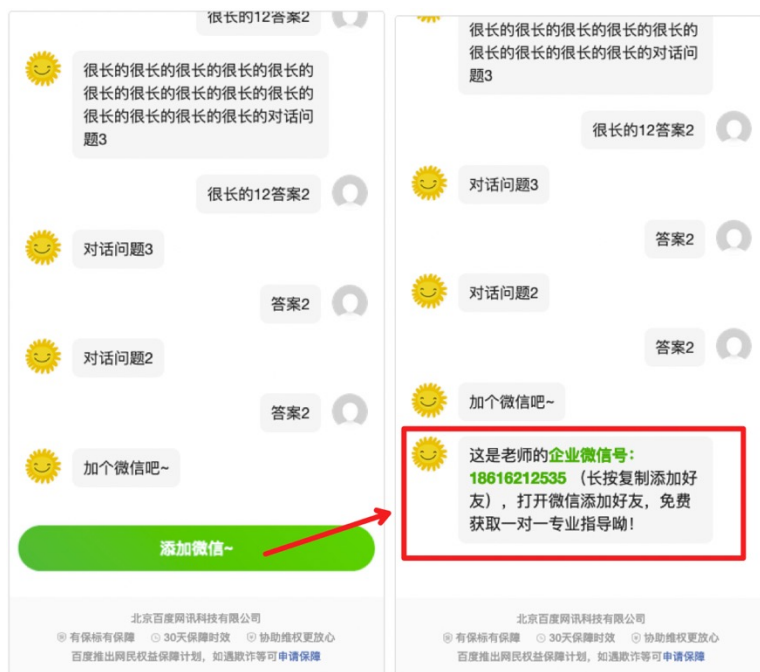 很长的12答案2
很长的很长的很长的很长的很长的
很长的很长的很长的很长的很长的
很长的很长的很长的很长的对话问
题3
很长的12答案2
对话问题3
答案2
对话问题2
答案2
加个微信吧~
添加微信~
北京百度网讯科技有限公司
有保标有保障 30天保障时效 协助维权更放心
百度推出网民权益保障计划，如遇欺诈等可申请保障
很长的很长的很长的很长的很长的
很长的很长的很长的很长的对话问
题3
很长的12答案2
对话问题3
答案2
对话问题2
答案2
加个微信吧~
这是老师的企业微信号：
18616212535 （长按复制添加好
友），打开微信添加好友，免费
获取一对一专业指导呦！
北京百度网讯科技有限公司
有保标有保障 30天保障时效 协助维权更放心
百度推出网民权益保障计划，如遇欺诈等可申请保障